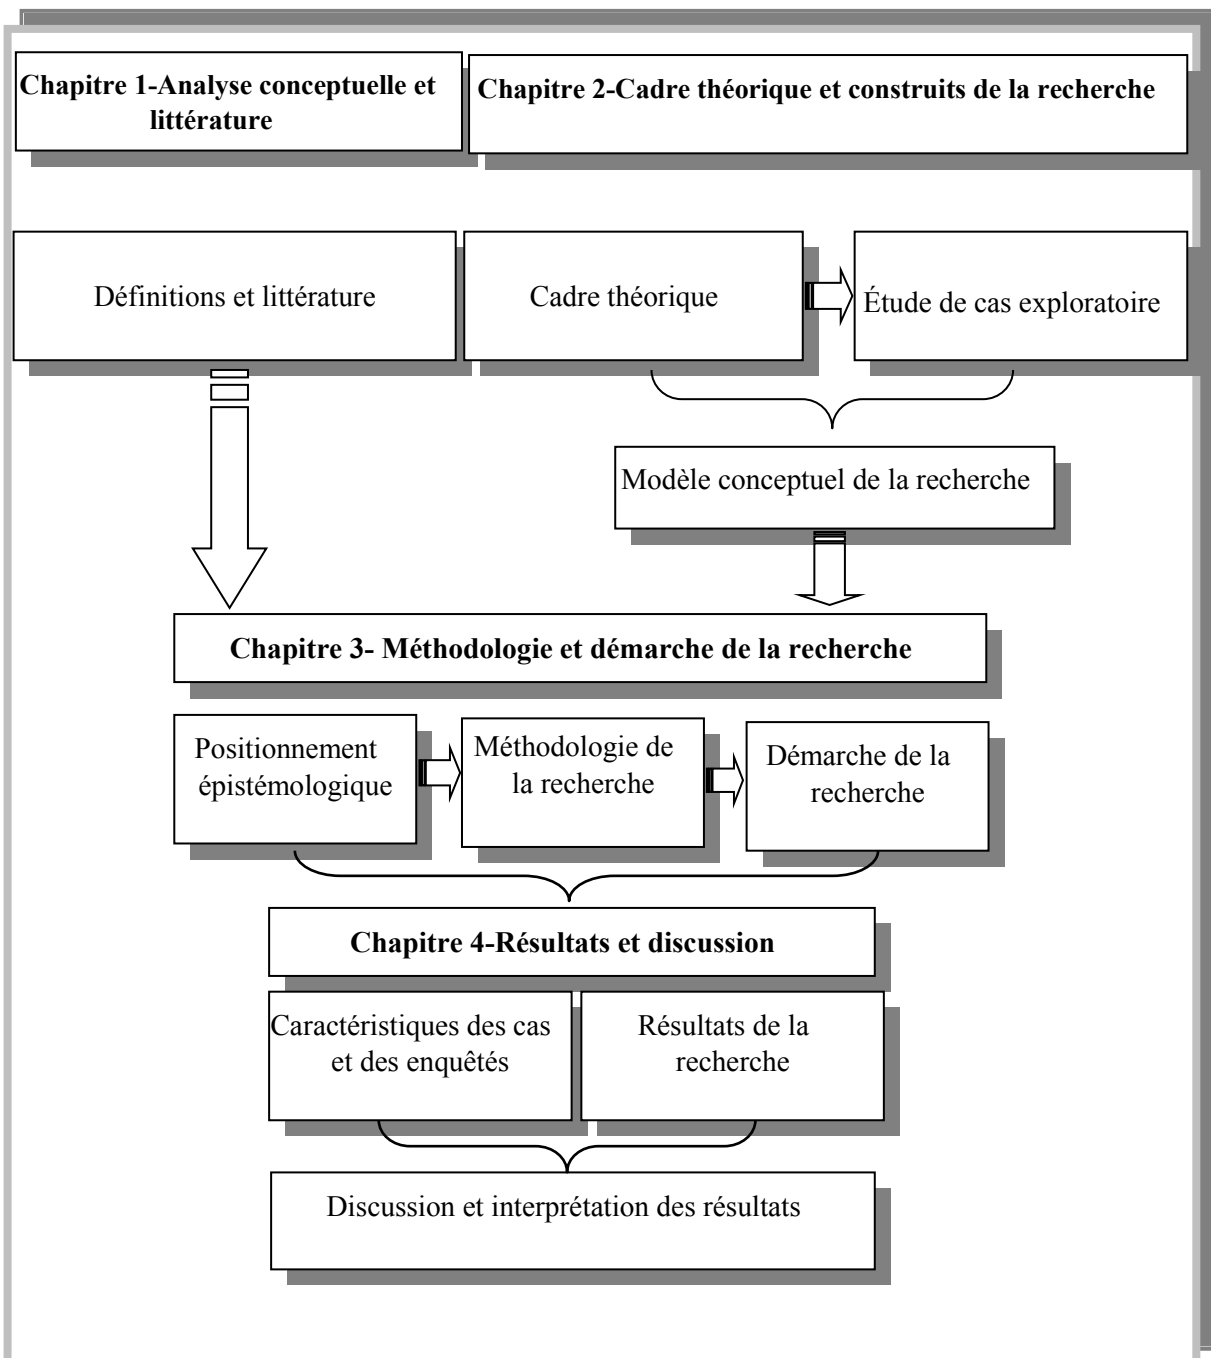 Chapitre 1-Analyse conceptuelle et
littérature
Chapitre 2-Cadre théorique et construits de la recherche
Définitions et littérature
Cadre théorique
Étude de cas exploratoire
Modèle conceptuel de la recherche
Chapitre 3- Méthodologie et démarche de la recherche
Positionnement
épistémologique
Méthodologie de
la recherche
Démarche de la
recherche
Chapitre 4-Résultats et discussion
Caractéristiques des cas
et des enquêtés
Résultats de la
recherche
Discussion et interprétation des résultats